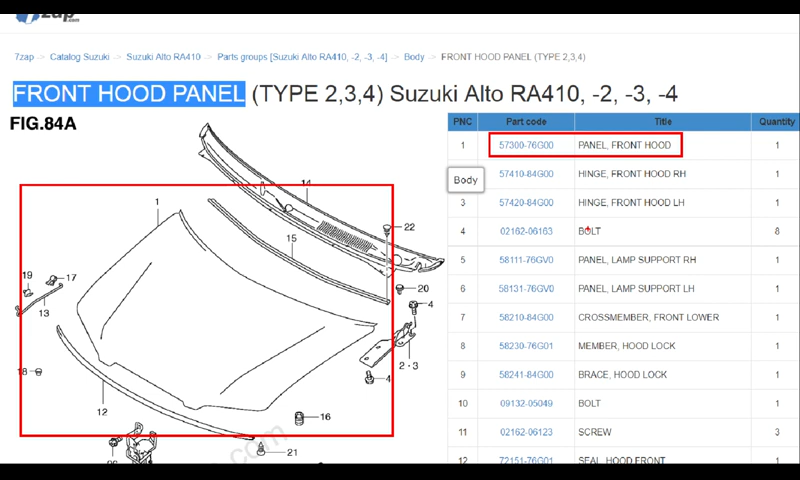 7zap
.com
7zap -> Catalog Suzuki -> Suzuki Alto RA410 -> Parts groups [Suzuki Alto RA410, -2, -3, -4] -> Body -> FRONT HOOD PANEL (TYPE 2,3,4)
FRONT HOOD PANEL (TYPE 2,3,4) Suzuki Alto RA410, -2, -3, -4
FIG.84A
PNC Part code Title Quantity
1 57300-76G00 PANEL, FRONT HOOD 1
57410-84G00 HINGE, FRONT HOOD RH 1
Body
3 57420-84G00 HINGE, FRONT HOOD LH 1
4 02162-06163 BOLT 8
5 58111-76GV0 PANEL, LAMP SUPPORT RH 1
6 58131-76GV0 PANEL, LAMP SUPPORT LH 1
7 58210-84G00 CROSSMEMBER, FRONT LOWER 1
8 58230-76G01 MEMBER, HOOD LOCK 1
9 58241-84G00 BRACE, HOOD LOCK 1
10 09132-05049 BOLT 1
11 02162-06123 SCREW 3
12 72151-76G01 SEAL, HOOD FRONT 1
14
1
22
15
19
17
20
13
4
2·3
18
4
12
16
21
26
.com